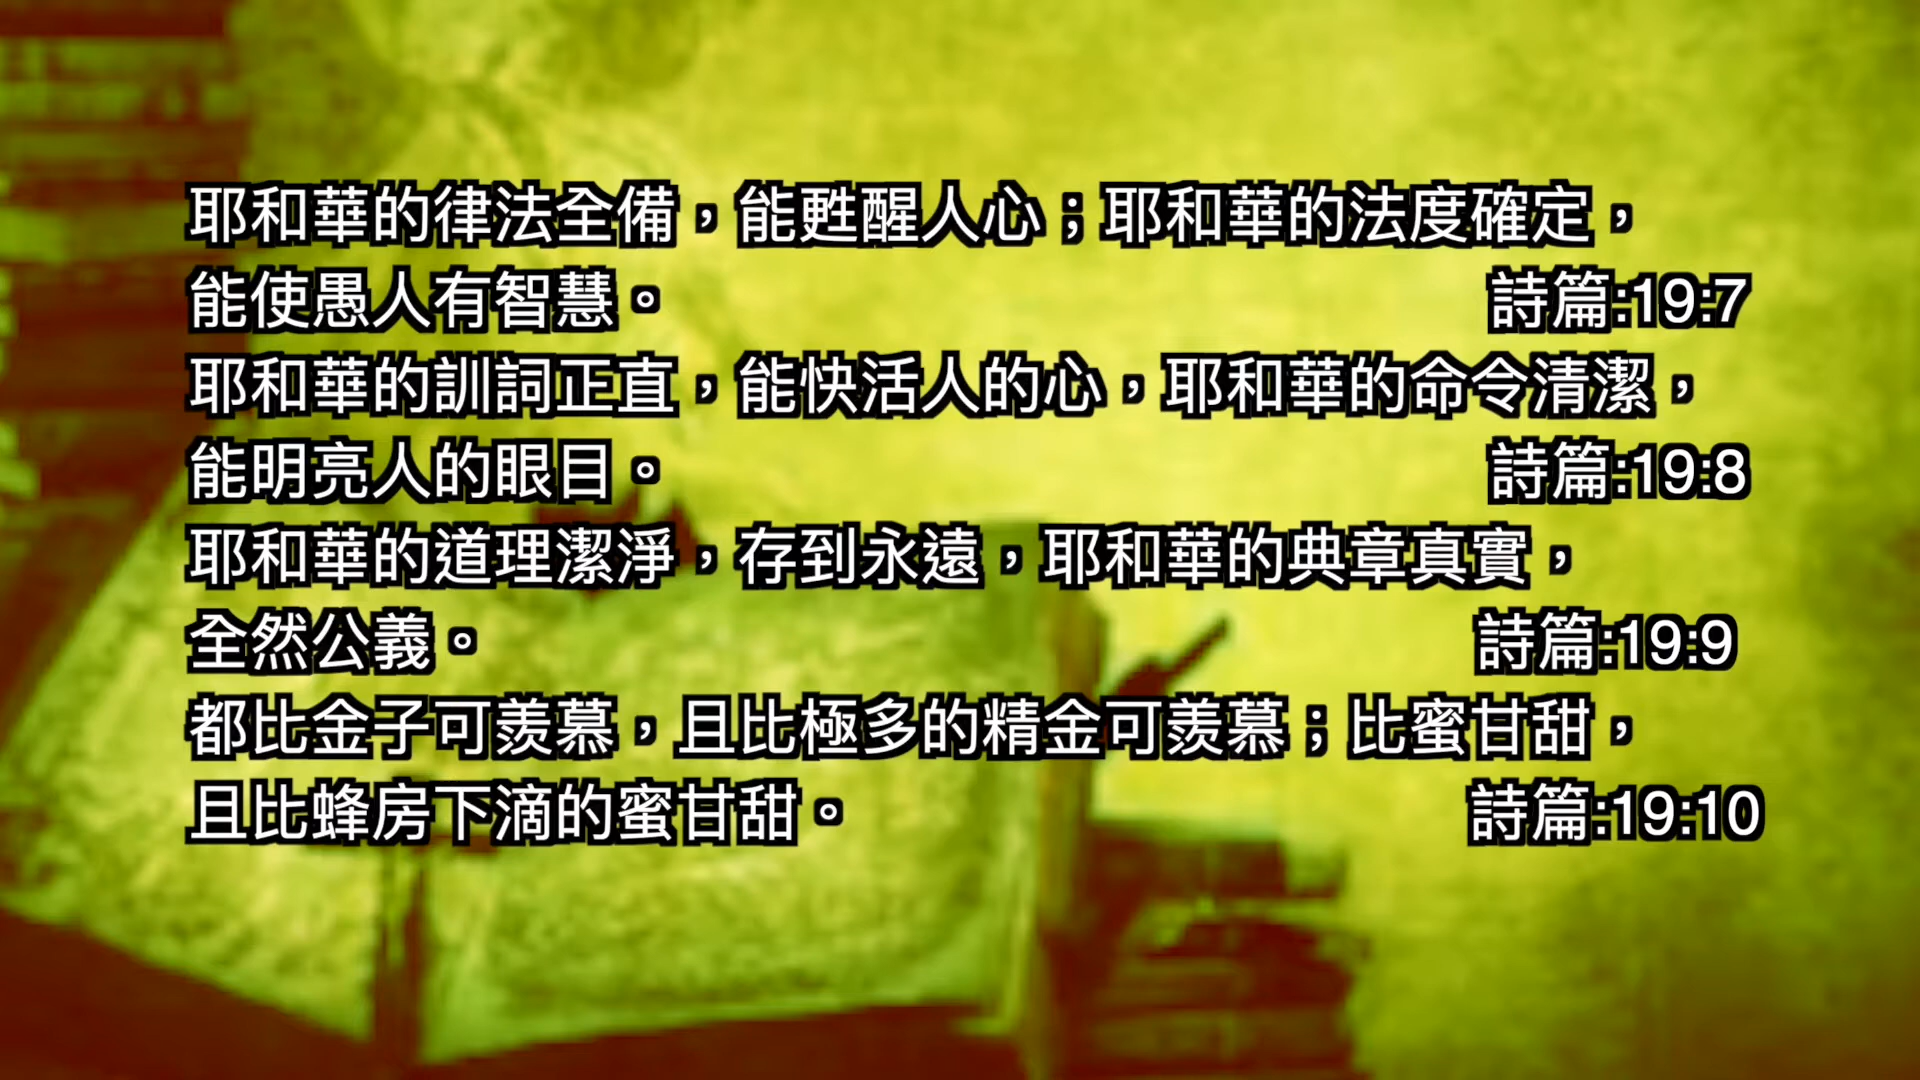 耶和華的律法全備，能甦醒人心；耶和華的法度確定，
能使愚人有智慧。 詩篇:19:7
耶和華的訓詞正直，能快活人的心，耶和華的命令清潔，
能明亮人的眼目。 詩篇:19:8
耶和華的道理潔淨，存到永遠，耶和華的典章真實，
全然公義。 詩篇:19:9
都比金子可羨慕，且比極多的精金可羨慕；比蜜甘甜，
且比蜂房下滴的蜜甘甜。 詩篇:19:10